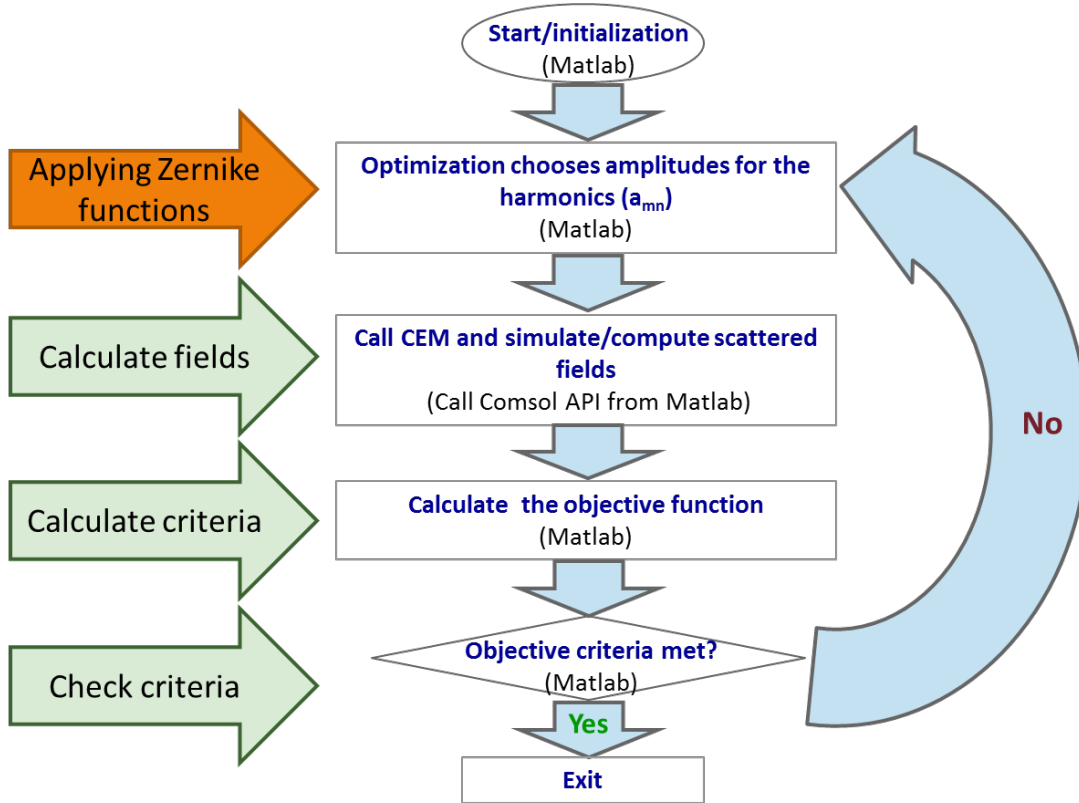 Start/initialization
(Matlab)
Applying Zernike
functions
Optimization chooses amplitudes for the
harmonics (amn)
(Matlab)
Calculate fields
Call CEM and simulate/compute scattered
fields
(Call Comsol API from Matlab)
No
Calculate criteria
Calculate  the objective function
(Matlab)
Check criteria
Objective criteria met?
(Matlab)
Yes
Exit